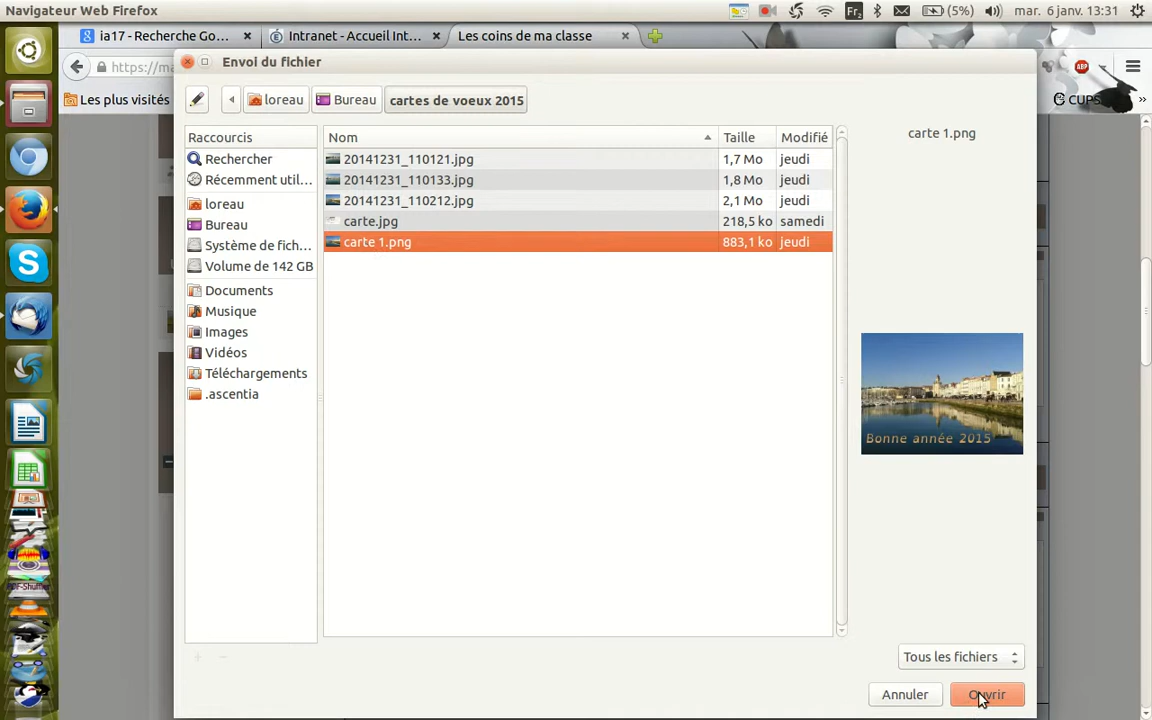 Navigateur Web Firefox
Fr2 (5%) mar. 6 janv. 13:31
ia17 - Recherche Go... Intranet - Accueil Int... Les coins de ma classe
https://ma
Envoi du fichier
ABP
Les plus visités
CUPS
loreau Bureau cartes de voeux 2015
Raccourcis Nom Taille Modifié
carte 1.png
Rechercher 20141231_110121.jpg 1,7 Mo jeudi
Récemment util... 20141231_110133.jpg 1,8 Mo jeudi
loreau 20141231_110212.jpg 2,1 Mo jeudi
Bureau carte.jpg 218,5 ko samedi
Système de fich... carte 1.png 883,1 ko jeudi
Volume de 142 GB
Documents
Musique
Images
Vidéos
Téléchargements
.ascentia
Bonne année 2015
Tous les fichiers
Annuler Ouvrir